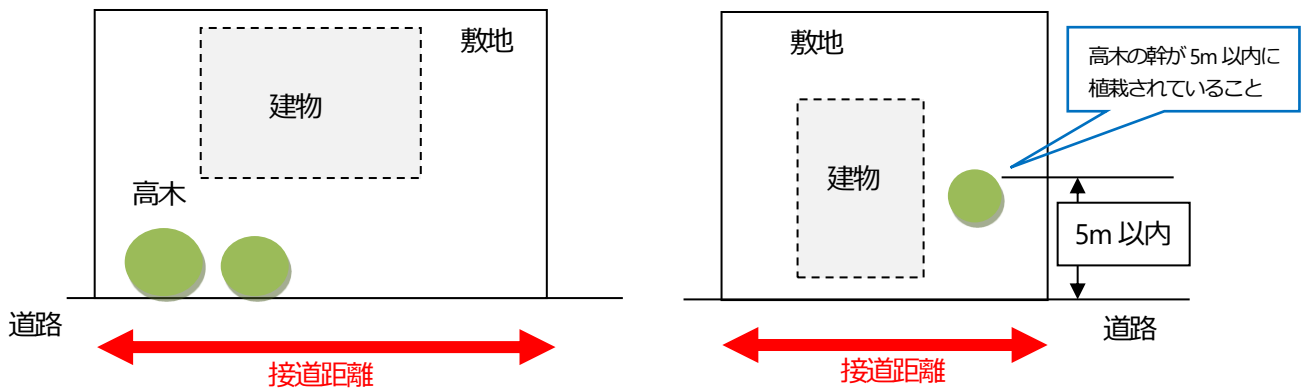 敷地
建物
高木
道路
接道距離
敷地
高木の幹が 5m 以内に
植栽されていること
建物
5m 以内
道路
接道距離